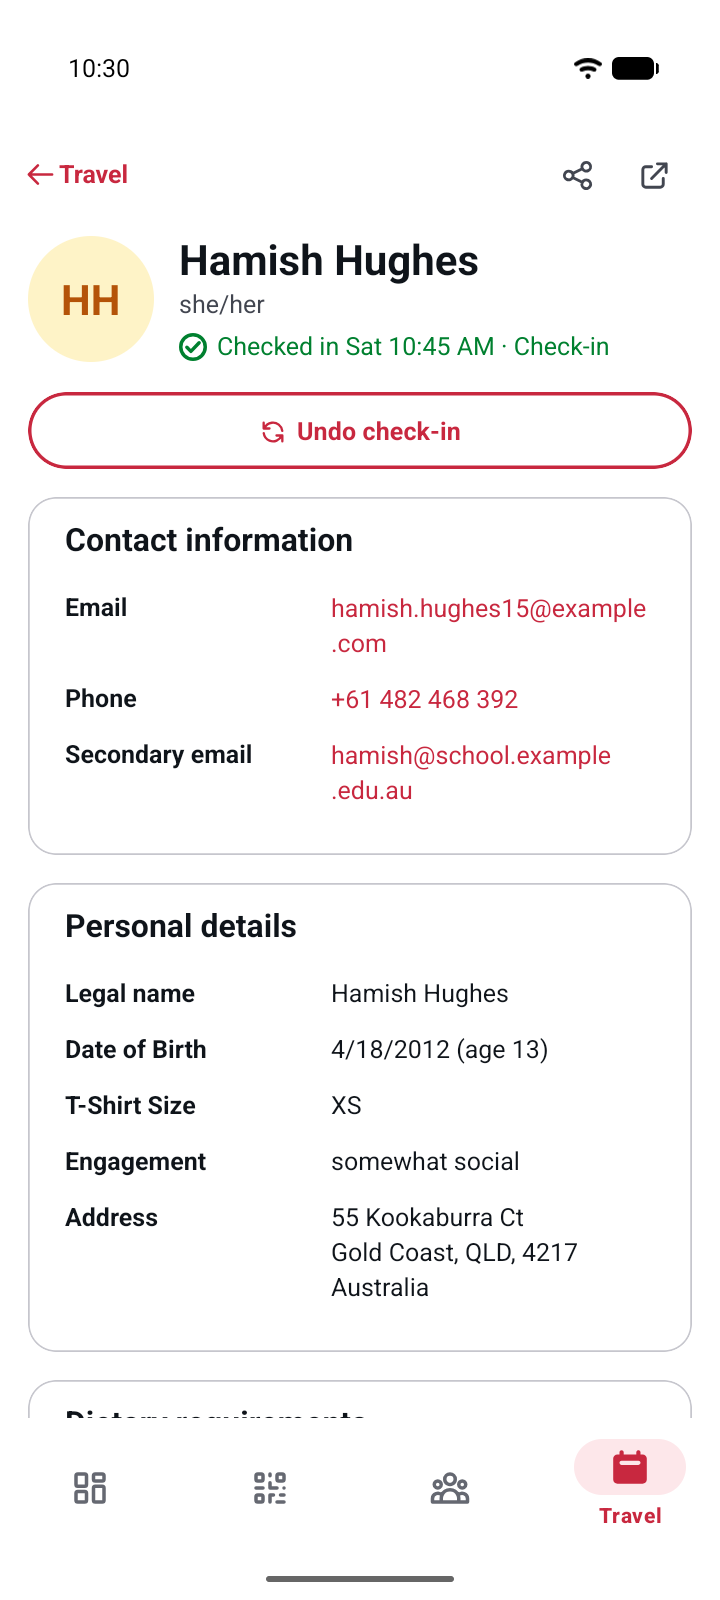 10:30
Travel
HH
Hamish Hughes
she/her
Checked in Sat 10:45 AM · Check-in
Undo check-in
Contact information
Email
hamish.hughes15@example
.com
Phone
+61 482 468 392
Secondary email
hamish@school.example
.edu.au
Personal details
Legal name
Hamish Hughes
Date of Birth
4/18/2012 (age 13)
T-Shirt Size
XS
Engagement
somewhat social
Address
55 Kookaburra Ct
Gold Coast, QLD, 4217
Australia
Dietary requirements
Travel